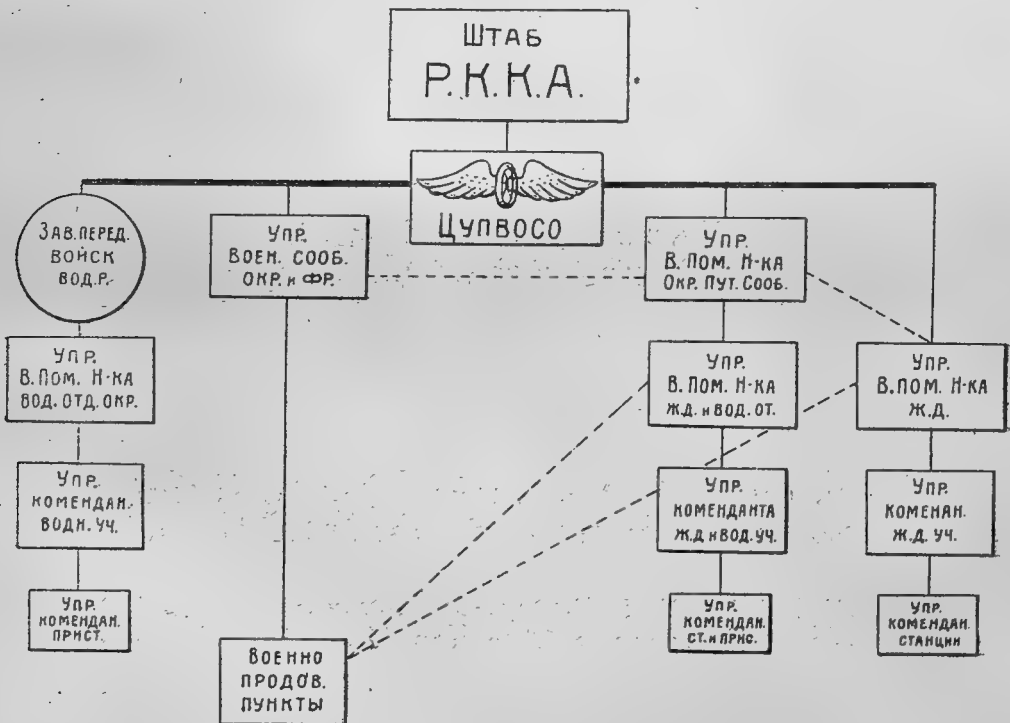 ШТАБ
Р.К.К.А.
ЦУПВОСО
ЗАВ.ПЕРЕД.
ВОЙСК
ВОД.Р.
УПР.
ВОЕН. СООБ.
ОКР. и ФР.
УПР.
В. ПОМ. Н-КА
ОКР. ПУТ. СООБ.
УПР.
В. ПОМ. Н-КА
ВОД. ОТД. ОКР.
УПР.
В. ПОМ. Н-КА
Ж.Д. и ВОД. ОТ.
УПР.
В. ПОМ. Н-КА
Ж.Д.
УПР.
КОМЕНДАН.
ВОДН. УЧ.
УПР.
КОМЕНДАНТА
Ж.Д и ВОД. УЧ.
УПР.
КОМЕНАН.
Ж.Д. УЧ.
УПР.
КОМЕНДАН.
ПРИСТ.
УПР.
КОМЕНДАН.
СТ. и ПРИС.
УПР.
КОМЕНДАН.
СТАНЦИИ
ВОЕННО
ПРОДОВ.
ПУНКТЫ